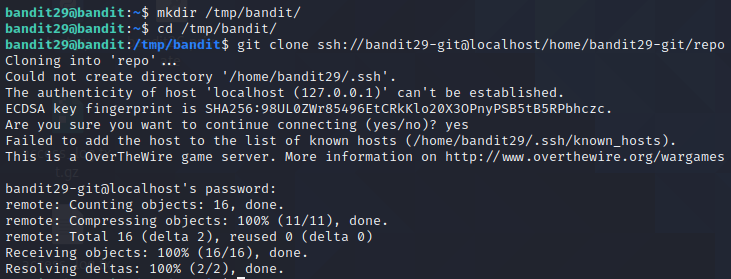 bandit29@bandit:~$ mkdir /tmp/bandit/
bandit29@bandit:~$ cd /tmp/bandit/
bandit29@bandit:/tmp/bandit$ git clone ssh://bandit29-git@localhost/home/bandit29-git/repo
Cloning into 'repo'...
Could not create directory '/home/bandit29/.ssh'.
The authenticity of host 'localhost (127.0.0.1)' can't be established.
ECDSA key fingerprint is SHA256:98UL0ZWr85496EtCRkKlo20X3OPnyPSB5tB5RPbhczc.
Are you sure you want to continue connecting (yes/no)? yes
Failed to add the host to the list of known hosts (/home/bandit29/.ssh/known_hosts).
This is a OverTheWire game server. More information on http://www.overthewire.org/wargames
bandit29-git@localhost's password:
remote: Counting objects: 16, done.
remote: Compressing objects: 100% (11/11), done.
remote: Total 16 (delta 2), reused 0 (delta 0)
Receiving objects: 100% (16/16), done.
Resolving deltas: 100% (2/2), done.